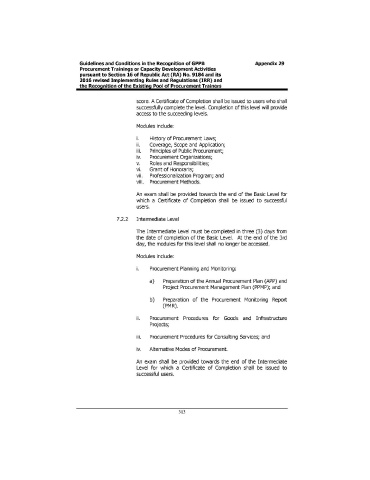 Guidelines and Conditions in the Recognition of GPPB Appendix 29
Procurement Trainings or Capacity Development Activities
pursuant to Section 16 of Republic Act (RA) No. 9184 and its
2016 revised Implementing Rules and Regulations (IRR) and
the Recognition of the Existing Pool of Procurement Trainers
score. A Certificate of Completion shall be issued to users who shall
successfully complete the level. Completion of this level will provide
access to the succeeding levels.
Modules include:
i. History of Procurement Laws;
ii. Coverage, Scope and Application;
iii. Principles of Public Procurement;
iv. Procurement Organizations;
v. Roles and Responsibilities;
vi. Grant of Honoraria;
vii. Professionalization Program; and
viii. Procurement Methods.
An exam shall be provided towards the end of the Basic Level for
which a Certificate of Completion shall be issued to successful
users.
7.2.2 Intermediate Level
The Intermediate Level must be completed in three (3) days from
the date of completion of the Basic Level. At the end of the 3rd
day, the modules for this level shall no longer be accessed.
Modules include:
i. Procurement Planning and Monitoring:
a) Preparation of the Annual Procurement Plan (APP) and
Project Procurement Management Plan (PPMP); and
b) Preparation of the Procurement Monitoring Report
(PMR).
ii. Procurement Procedures for Goods and Infrastructure
Projects;
iii. Procurement Procedures for Consulting Services; and
iv. Alternative Modes of Procurement.
An exam shall be provided towards the end of the Intermediate
Level for which a Certificate of Completion shall be issued to
successful users.